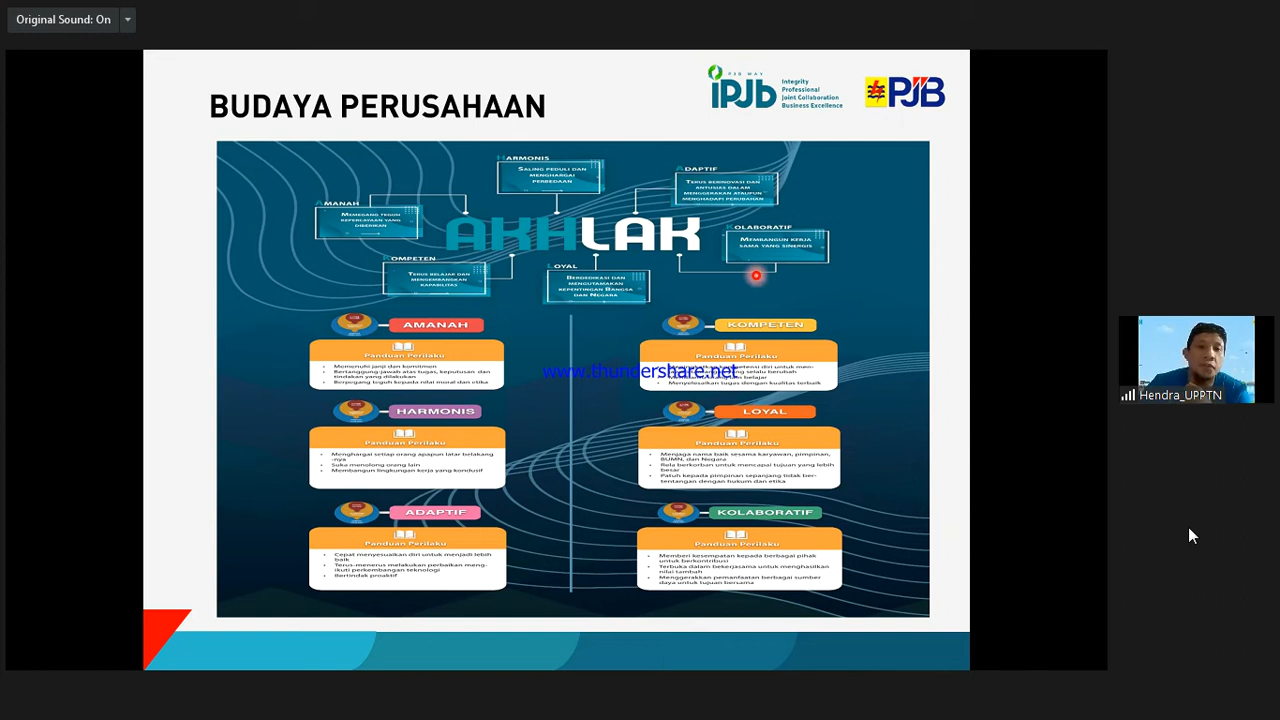 Original Sound: On
BUDAYA PERUSAHAAN
PJB WAY
iPJb
Integrity
Professional
Joint Collaboration
Business Excellence
PJB
HARMONIS
SALING PEDULI DAN
MENGHARGAI
PERBEDAAN
ADAPTIF
TERUS BERINOVASI DAN
ANTUSIAS DALAM
MENGGERAKAN ATAUPUN
MENGHADAPI PERUBAHAN
AMANAH
MEMEGANG TEGUH
KEPERCAYAAN YANG
DIBERIKAN
AKHLAK
KOLABORATIF
MEMBANGUN KERJA
SAMA YANG SINERGIS
KOMPETEN
TERUS BELAJAR DAN
MENGEMBANGKAN
KAPABILITAS
LOYAL
BERDEDIKASI DAN
MENGUTAMAKAN
KEPENTINGAN BANGSA
DAN NEGARA
AMANAH
Panduan Perilaku
Memenuhi janji dan komitmen
Bertanggung jawab atas tugas, keputusan dan
tindakan yang dilakukan
Berpegang teguh kepada nilai moral dan etika
KOMPETEN
Panduan Perilaku
diri untuk men-
selalu berubah
belajar
Menyelesaikan tugas dengan kualitas terbaik
www.thundershare.net
HARMONIS
Panduan Perilaku
Menghargai setiap orang apapun latar belakang
-nya
Suka menolong orang lain
Membangun lingkungan kerja yang kondusif
LOYAL
Panduan Perilaku
Menjaga nama baik sesama karyawan, pimpinan,
BUMN, dan Negara
Rela berkorban untuk mencapai tujuan yang lebih
besar
Patuh kepada pimpinan sepanjang tidak ber-
tentangan dengan hukum dan etika
ADAPTIF
Panduan Perilaku
Cepat menyesuaikan diri untuk menjadi lebih
baik
Terus-menerus melakukan perbaikan meng-
ikuti perkembangan teknologi
Bertindak proaktif
KOLABORATIF
Panduan Perilaku
Memberi kesempatan kepada berbagai pihak
untuk berkontribusi
Terbuka dalam bekerjasama untuk menghasilkan
nilai tambah
Menggerakkan pemanfaatan berbagai sumber
daya untuk tujuan bersama
Hendra_UPPTN